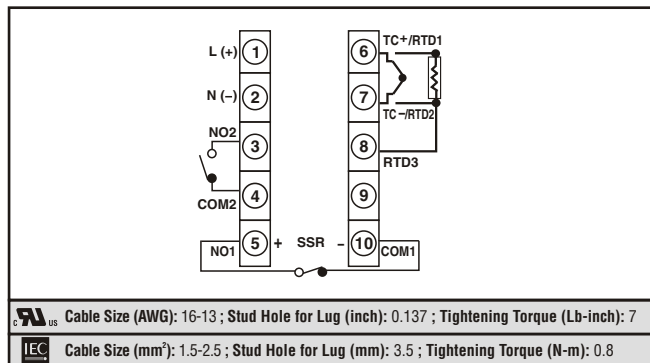 L (+) 1
N (–) 2
NO2 3
COM2 4
NO1 5 + SSR – 10 COM1
6 TC+/RTD1
7 TC–/RTD2
8 RTD3
9
c RU us Cable Size (AWG): 16-13 ; Stud Hole for Lug (inch): 0.137 ; Tightening Torque (Lb-inch): 7
IEC Cable Size (mm²): 1.5-2.5 ; Stud Hole for Lug (mm): 3.5 ; Tightening Torque (N-m): 0.8